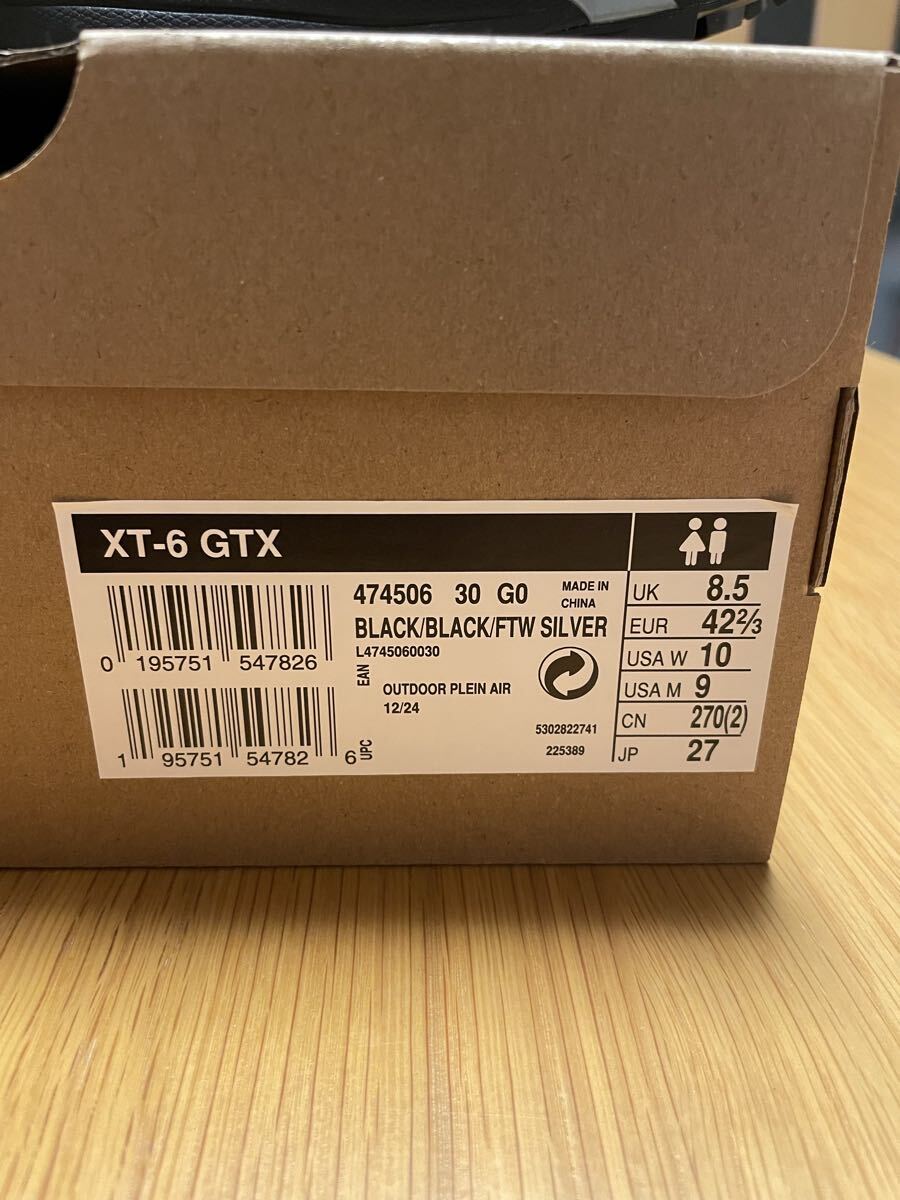 XT-6 GTX
0 195751 547826
1 95751 54782 6
UPC
EAN
474506 30 G0
MADE IN
CHINA
BLACK/BLACK/FTW SILVER
L4745060030
OUTDOOR PLEIN AIR
12/24
5302822741
225389
UK 8.5
EUR 42⅔
USA W 10
USA M 9
CN 270(2)
JP 27